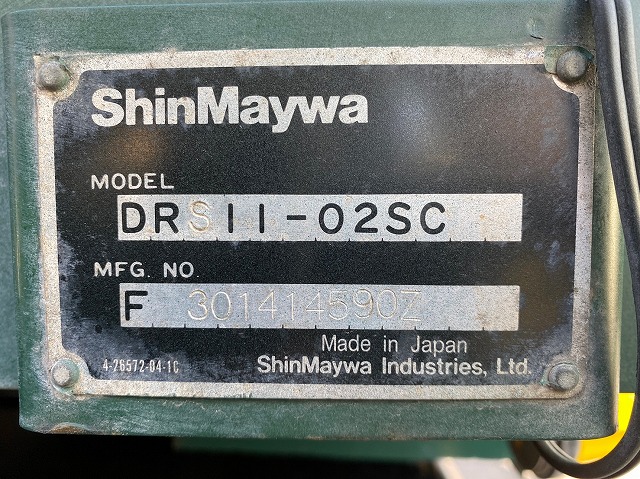 ShinMaywa
MODEL
DRS11-02SC
MFG. NO.
F 301414590Z
Made in Japan
4-26572-04-1C ShinMaywa Industries, Ltd.